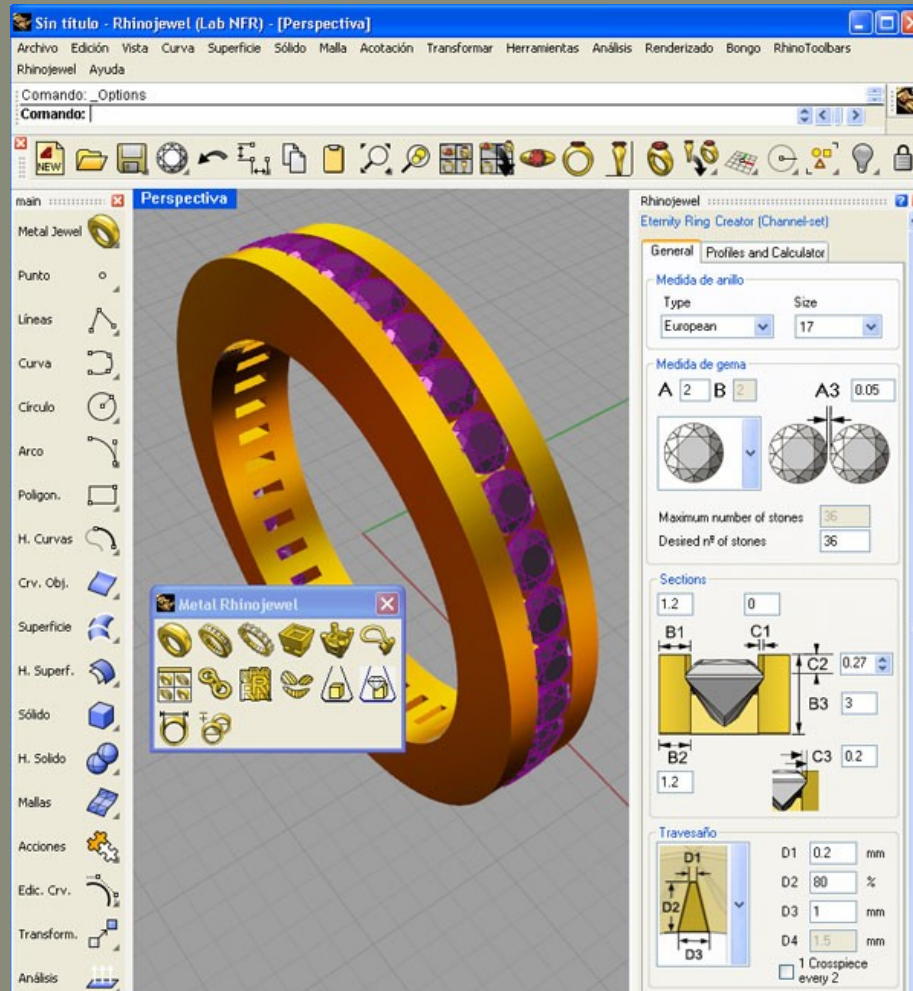 Sin título - Rhinojewel (Lab NFR) - [Perspectiva]
Archivo Edición Vista Curva Superficie Sólido Malla Acotación Transformar Herramientas Análisis Renderizado Bongo RhinoToolbars
Rhinojewel Ayuda
Comando: _Options
Comando:
NEW
main
Metal Jewel
Punto
Líneas
Curva
Círculo
Arco
Poligon.
H. Curvas
Crv. Obj.
Superficie
H. Superf.
Sólido
H. Solido
Mallas
Acciones
Edic. Crv.
Transform.
Análisis
Perspectiva
Metal Rhinojewel
Rhinojewel
Eternity Ring Creator (Channel-set)
General Profiles and Calculator
Medida de anillo
Type Size
European 17
Medida de gema
A 2 B 2 A3 0.05
Maximum number of stones 36
Desired nº of stones 36
Sections
1.2 0
B1 C1
C2 0.27
B3 3
B2 C3 0.2
1.2
Travesaño
D1 D1 0.2 mm
D2 D2 80 %
D3 D3 1 mm
D4 1.5 mm
1 Crosspiece
every 2